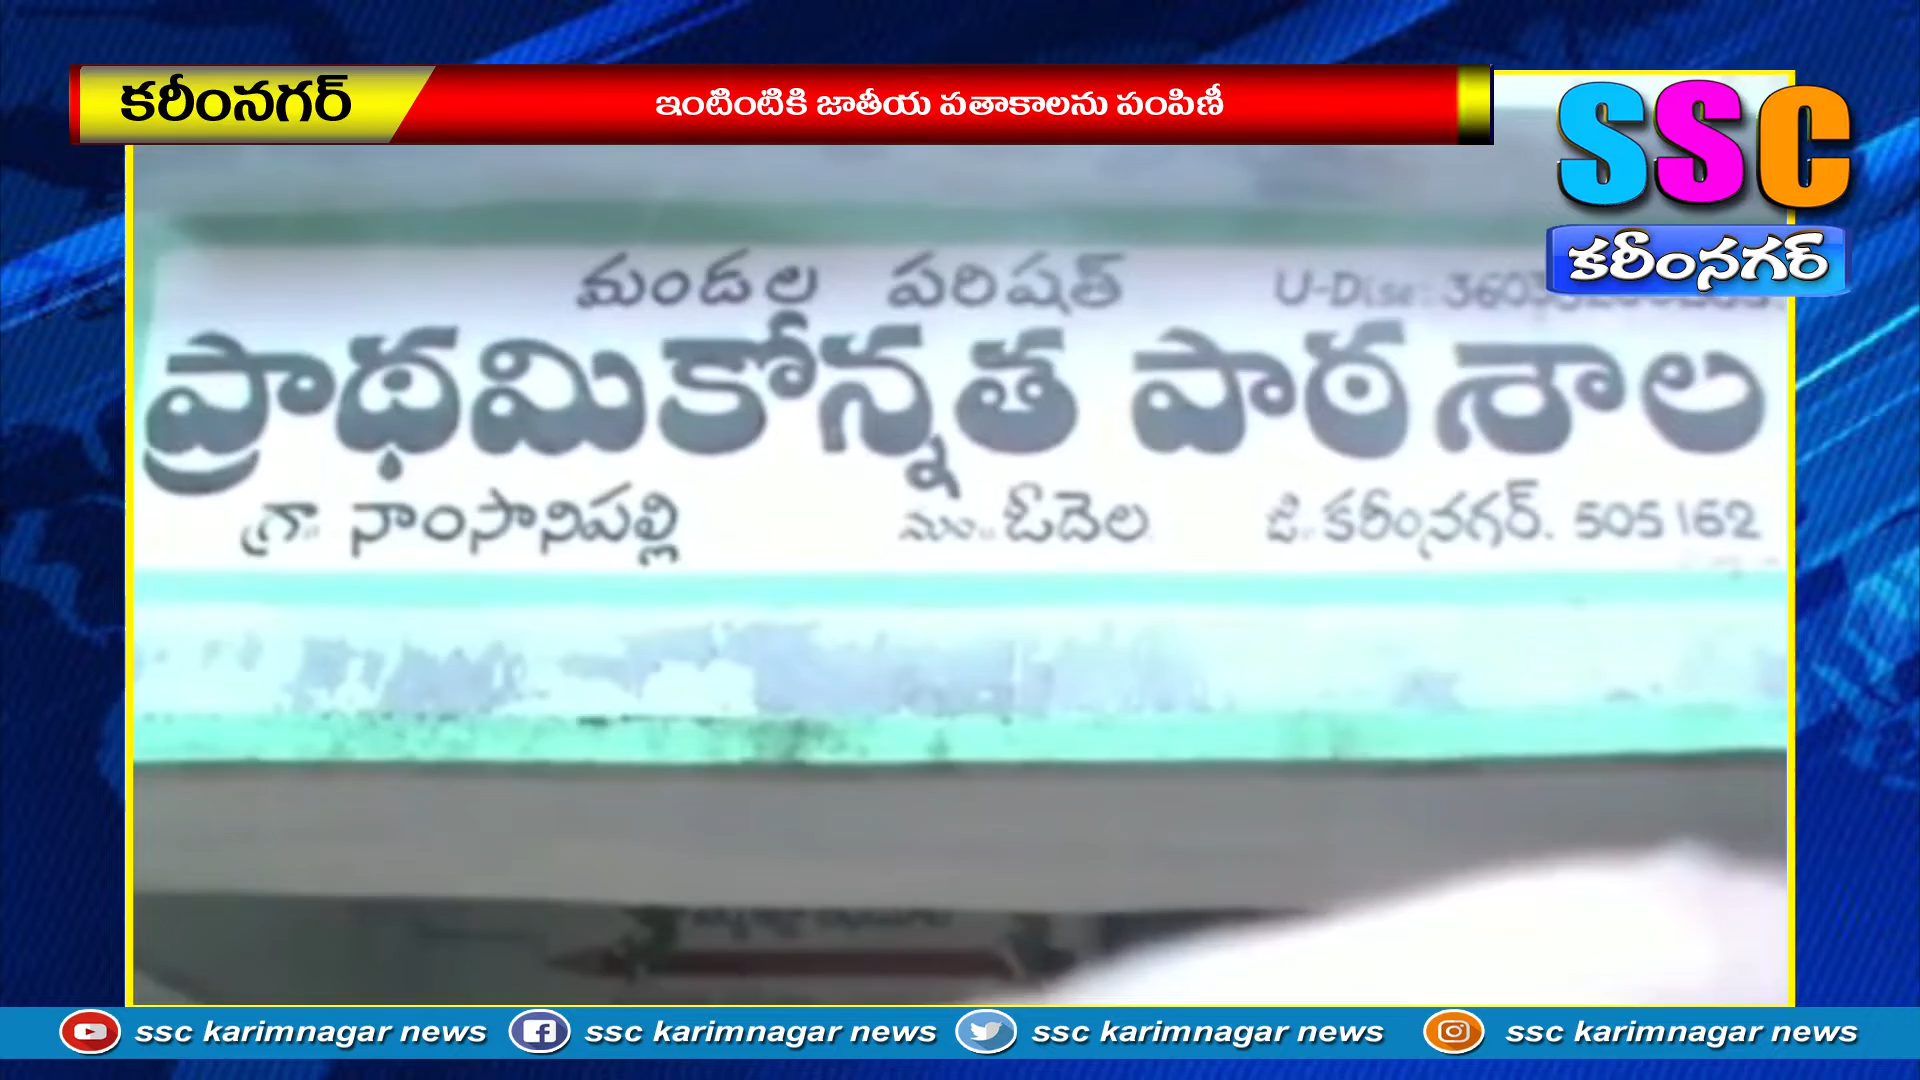 కరీంనగర్ ఇంటింటికి జాతీయ పతాకాలను పంపిణీ
SSC
కరీంనగర్
మండల పరిషత్ U-Dise:
ప్రాథమికోన్నత పాఠశాల
గ్రా. నాంసానిపల్లి మం. ఓదెల జి. కరీంనగర్. 505162
ssc karimnagar news ssc karimnagar news ssc karimnagar news ssc karimnagar news